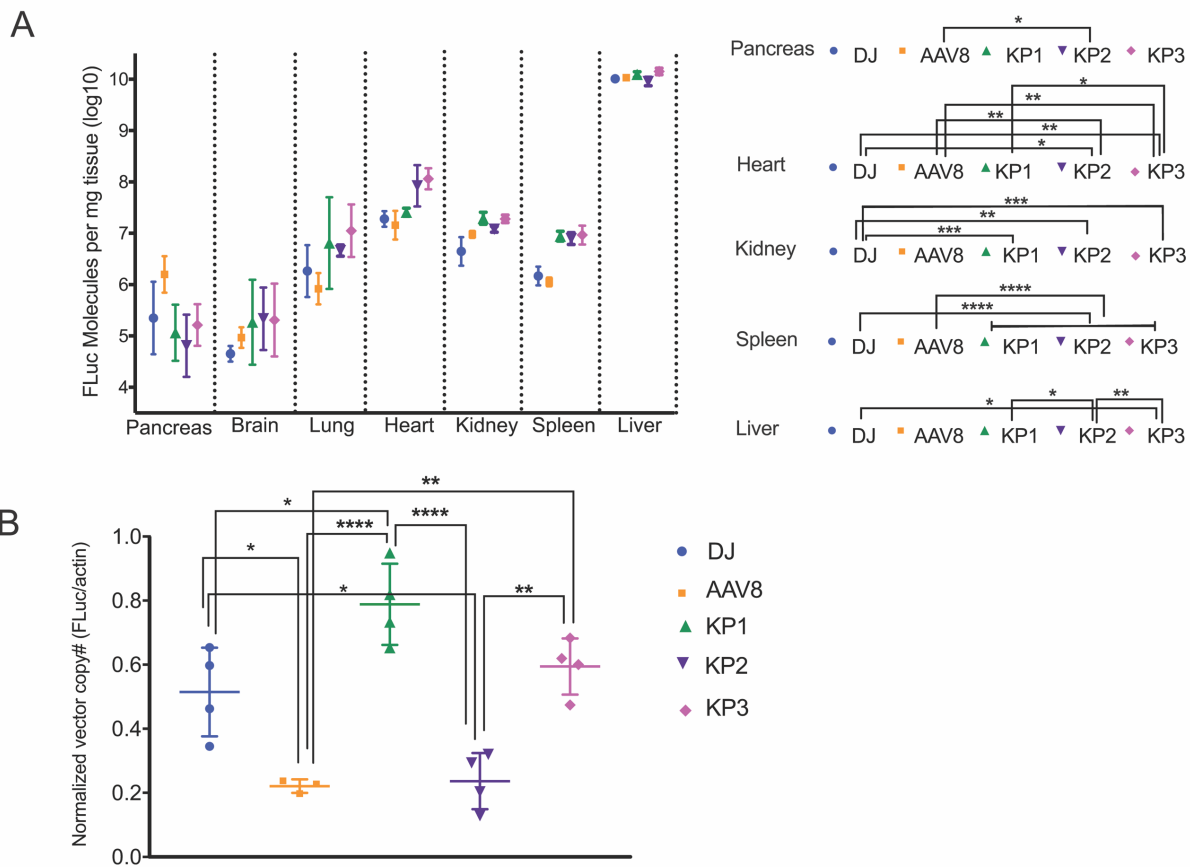 A
FLuc Molecules per mg tissue (log10)
10
9
8
7
6
5
4
Pancreas Brain Lung Heart Kidney Spleen Liver
*
Pancreas DJ AAV8 KP1 KP2 KP3
*
**
**
**
*
Heart DJ AAV8 KP1 KP2 KP3
***
**
***
Kidney DJ AAV8 KP1 KP2 KP3
****
****
Spleen DJ AAV8 KP1 KP2 KP3
* * **
Liver DJ AAV8 KP1 KP2 KP3
B
Normalized vector copy# (FLuc/actin)
1.0
0.8
0.6
0.4
0.2
0.0
**
*
**** ****
*
* **
DJ
AAV8
KP1
KP2
KP3